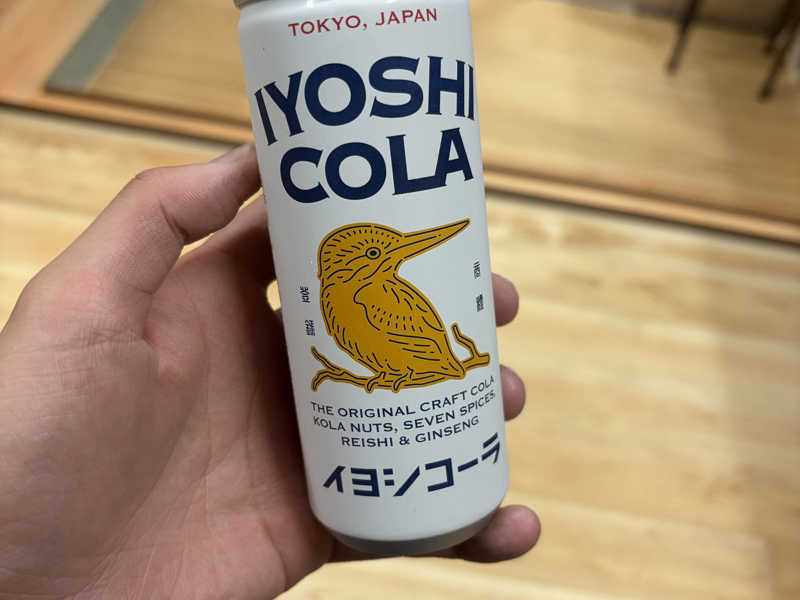 TOKYO, JAPAN
IYOSHI
COLA
THE ORIGINAL CRAFT COLA
KOLA NUTS, SEVEN SPICES,
REISHI & GINSENG
イヨシコーラ